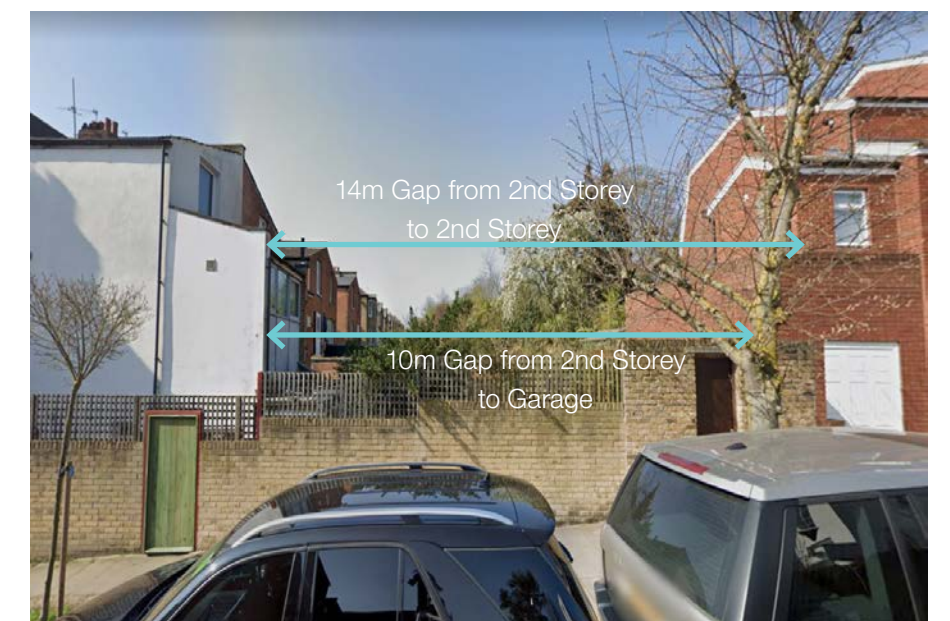 14m Gap from 2nd Storey
to 2nd Storey
10m Gap from 2nd Storey
to Garage